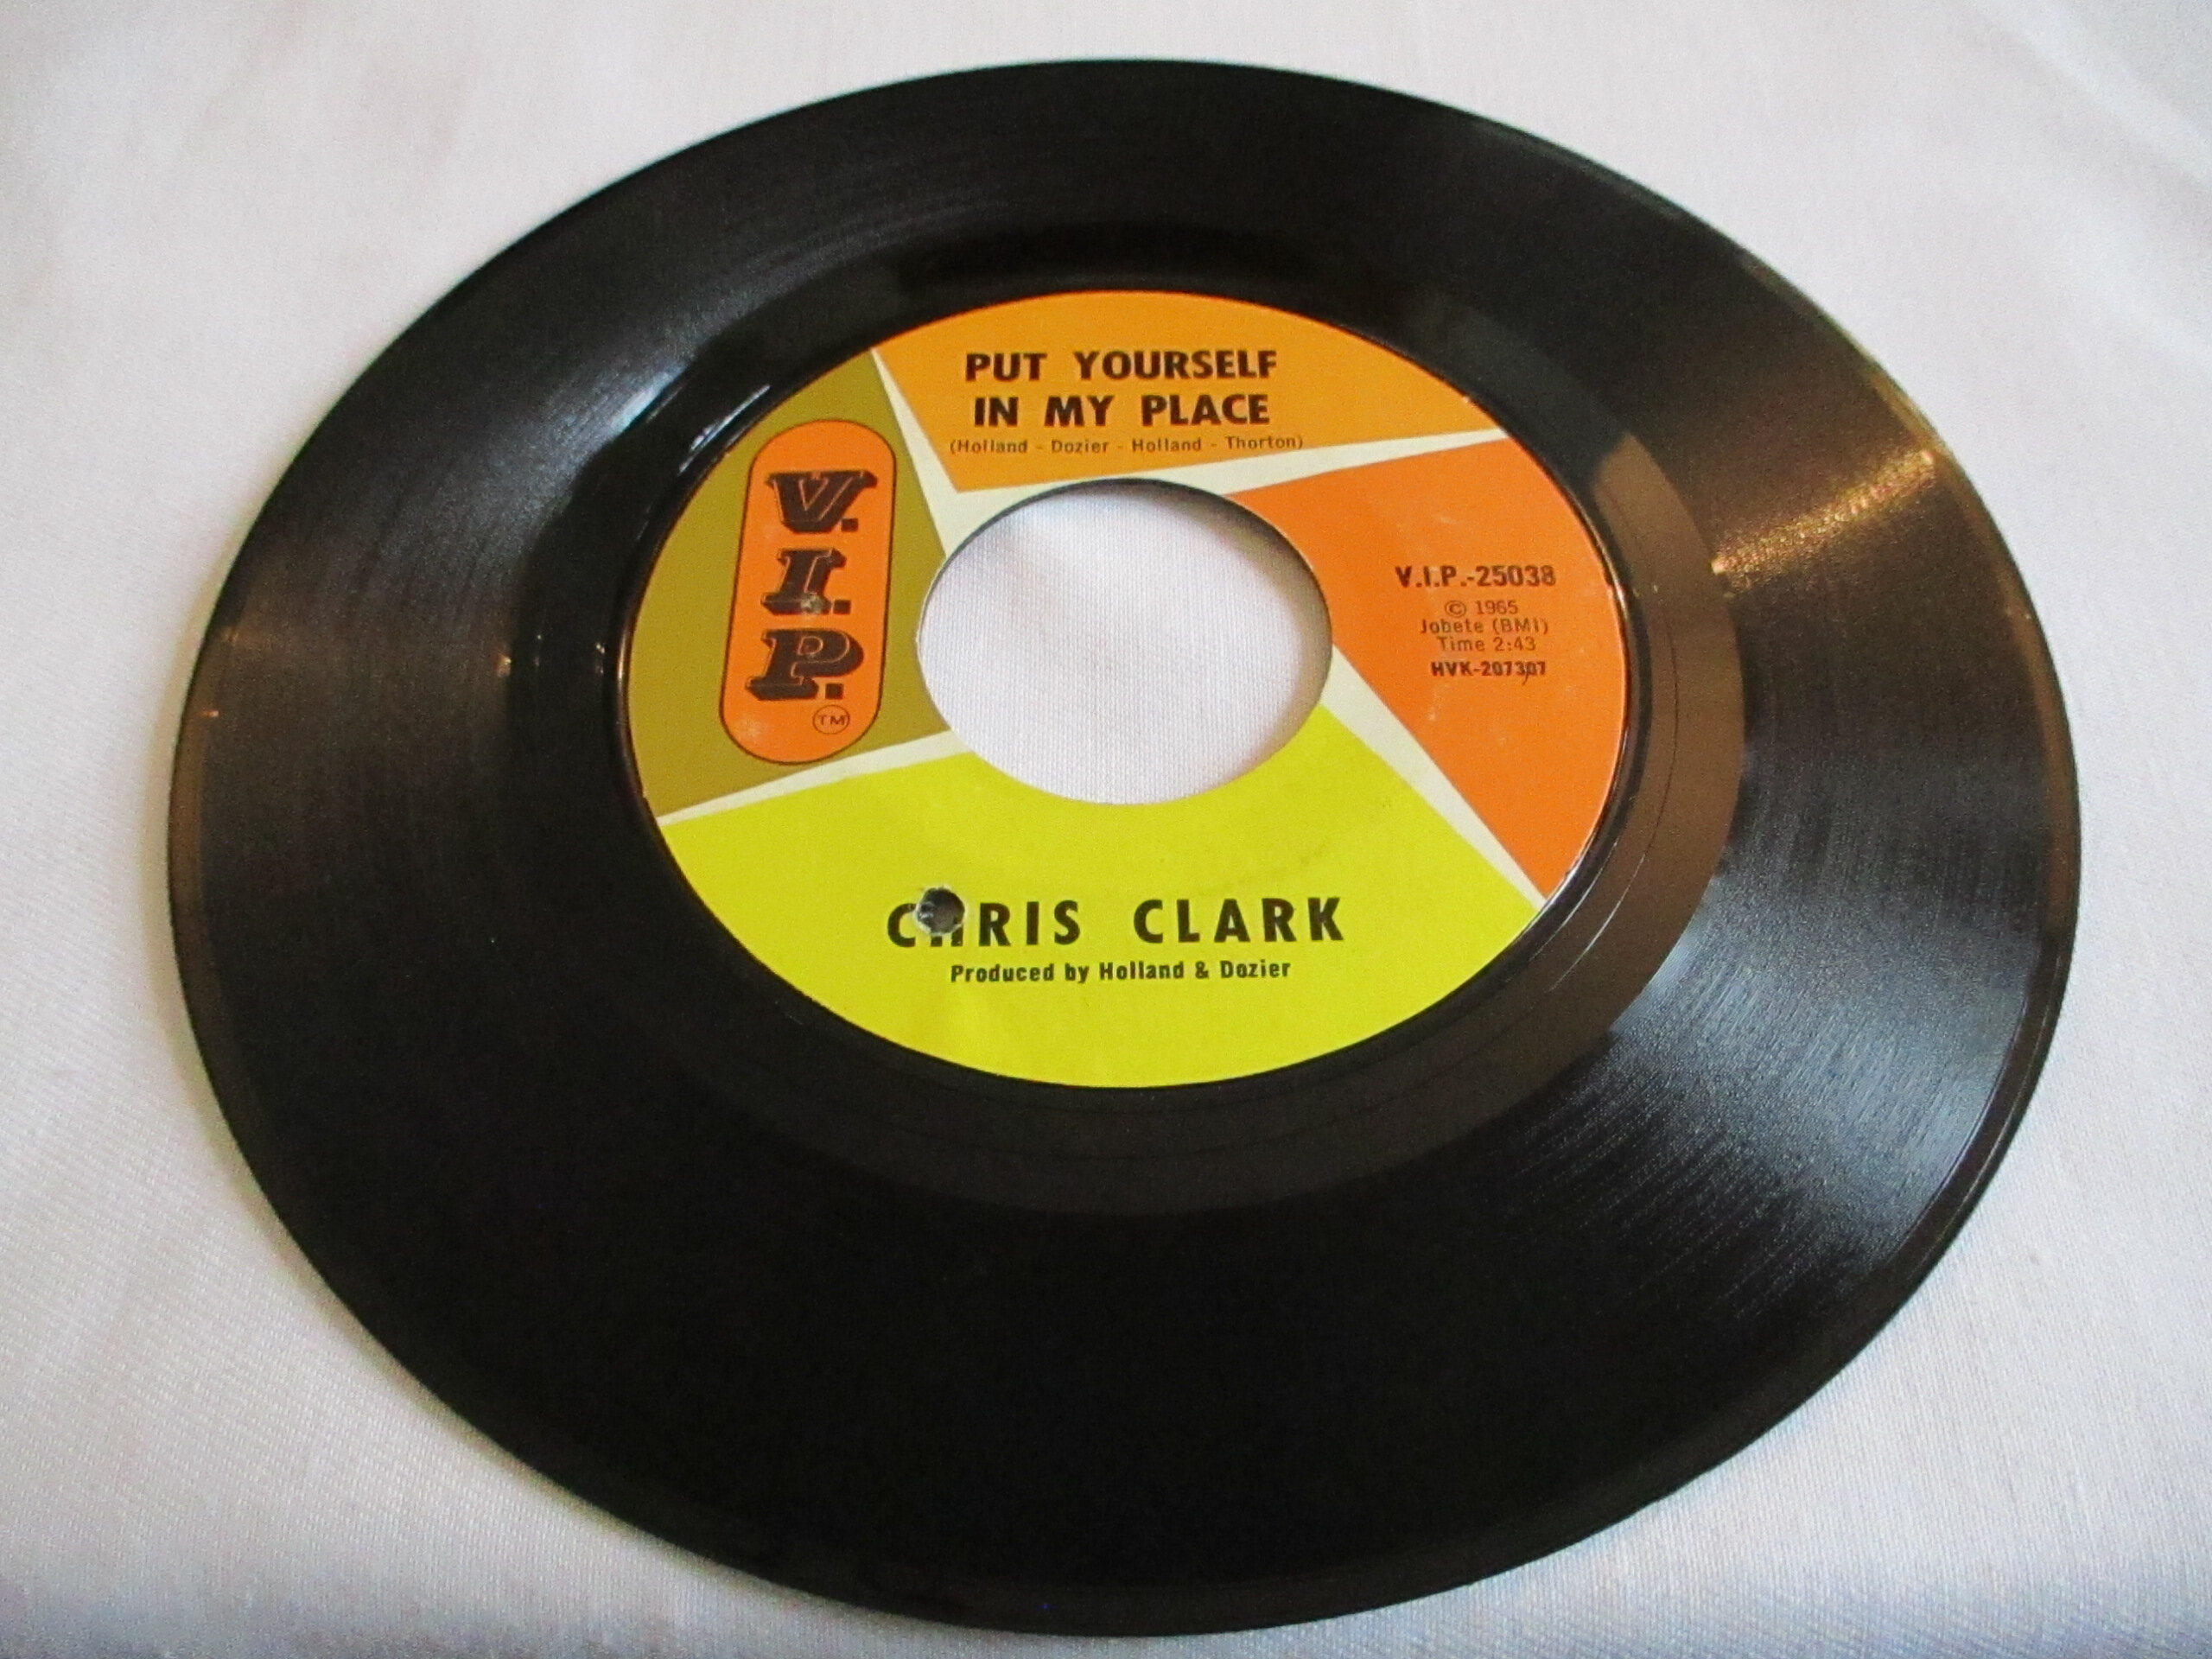 PUT YOURSELF
IN MY PLACE
(Holland - Dozier - Holland - Thorton)
V.
I.
P.
TM
V.I.P.-25038
© 1965
Jobete (BMI)
Time 2:43
HVK-207307
CHRIS CLARK
Produced by Holland & Dozier